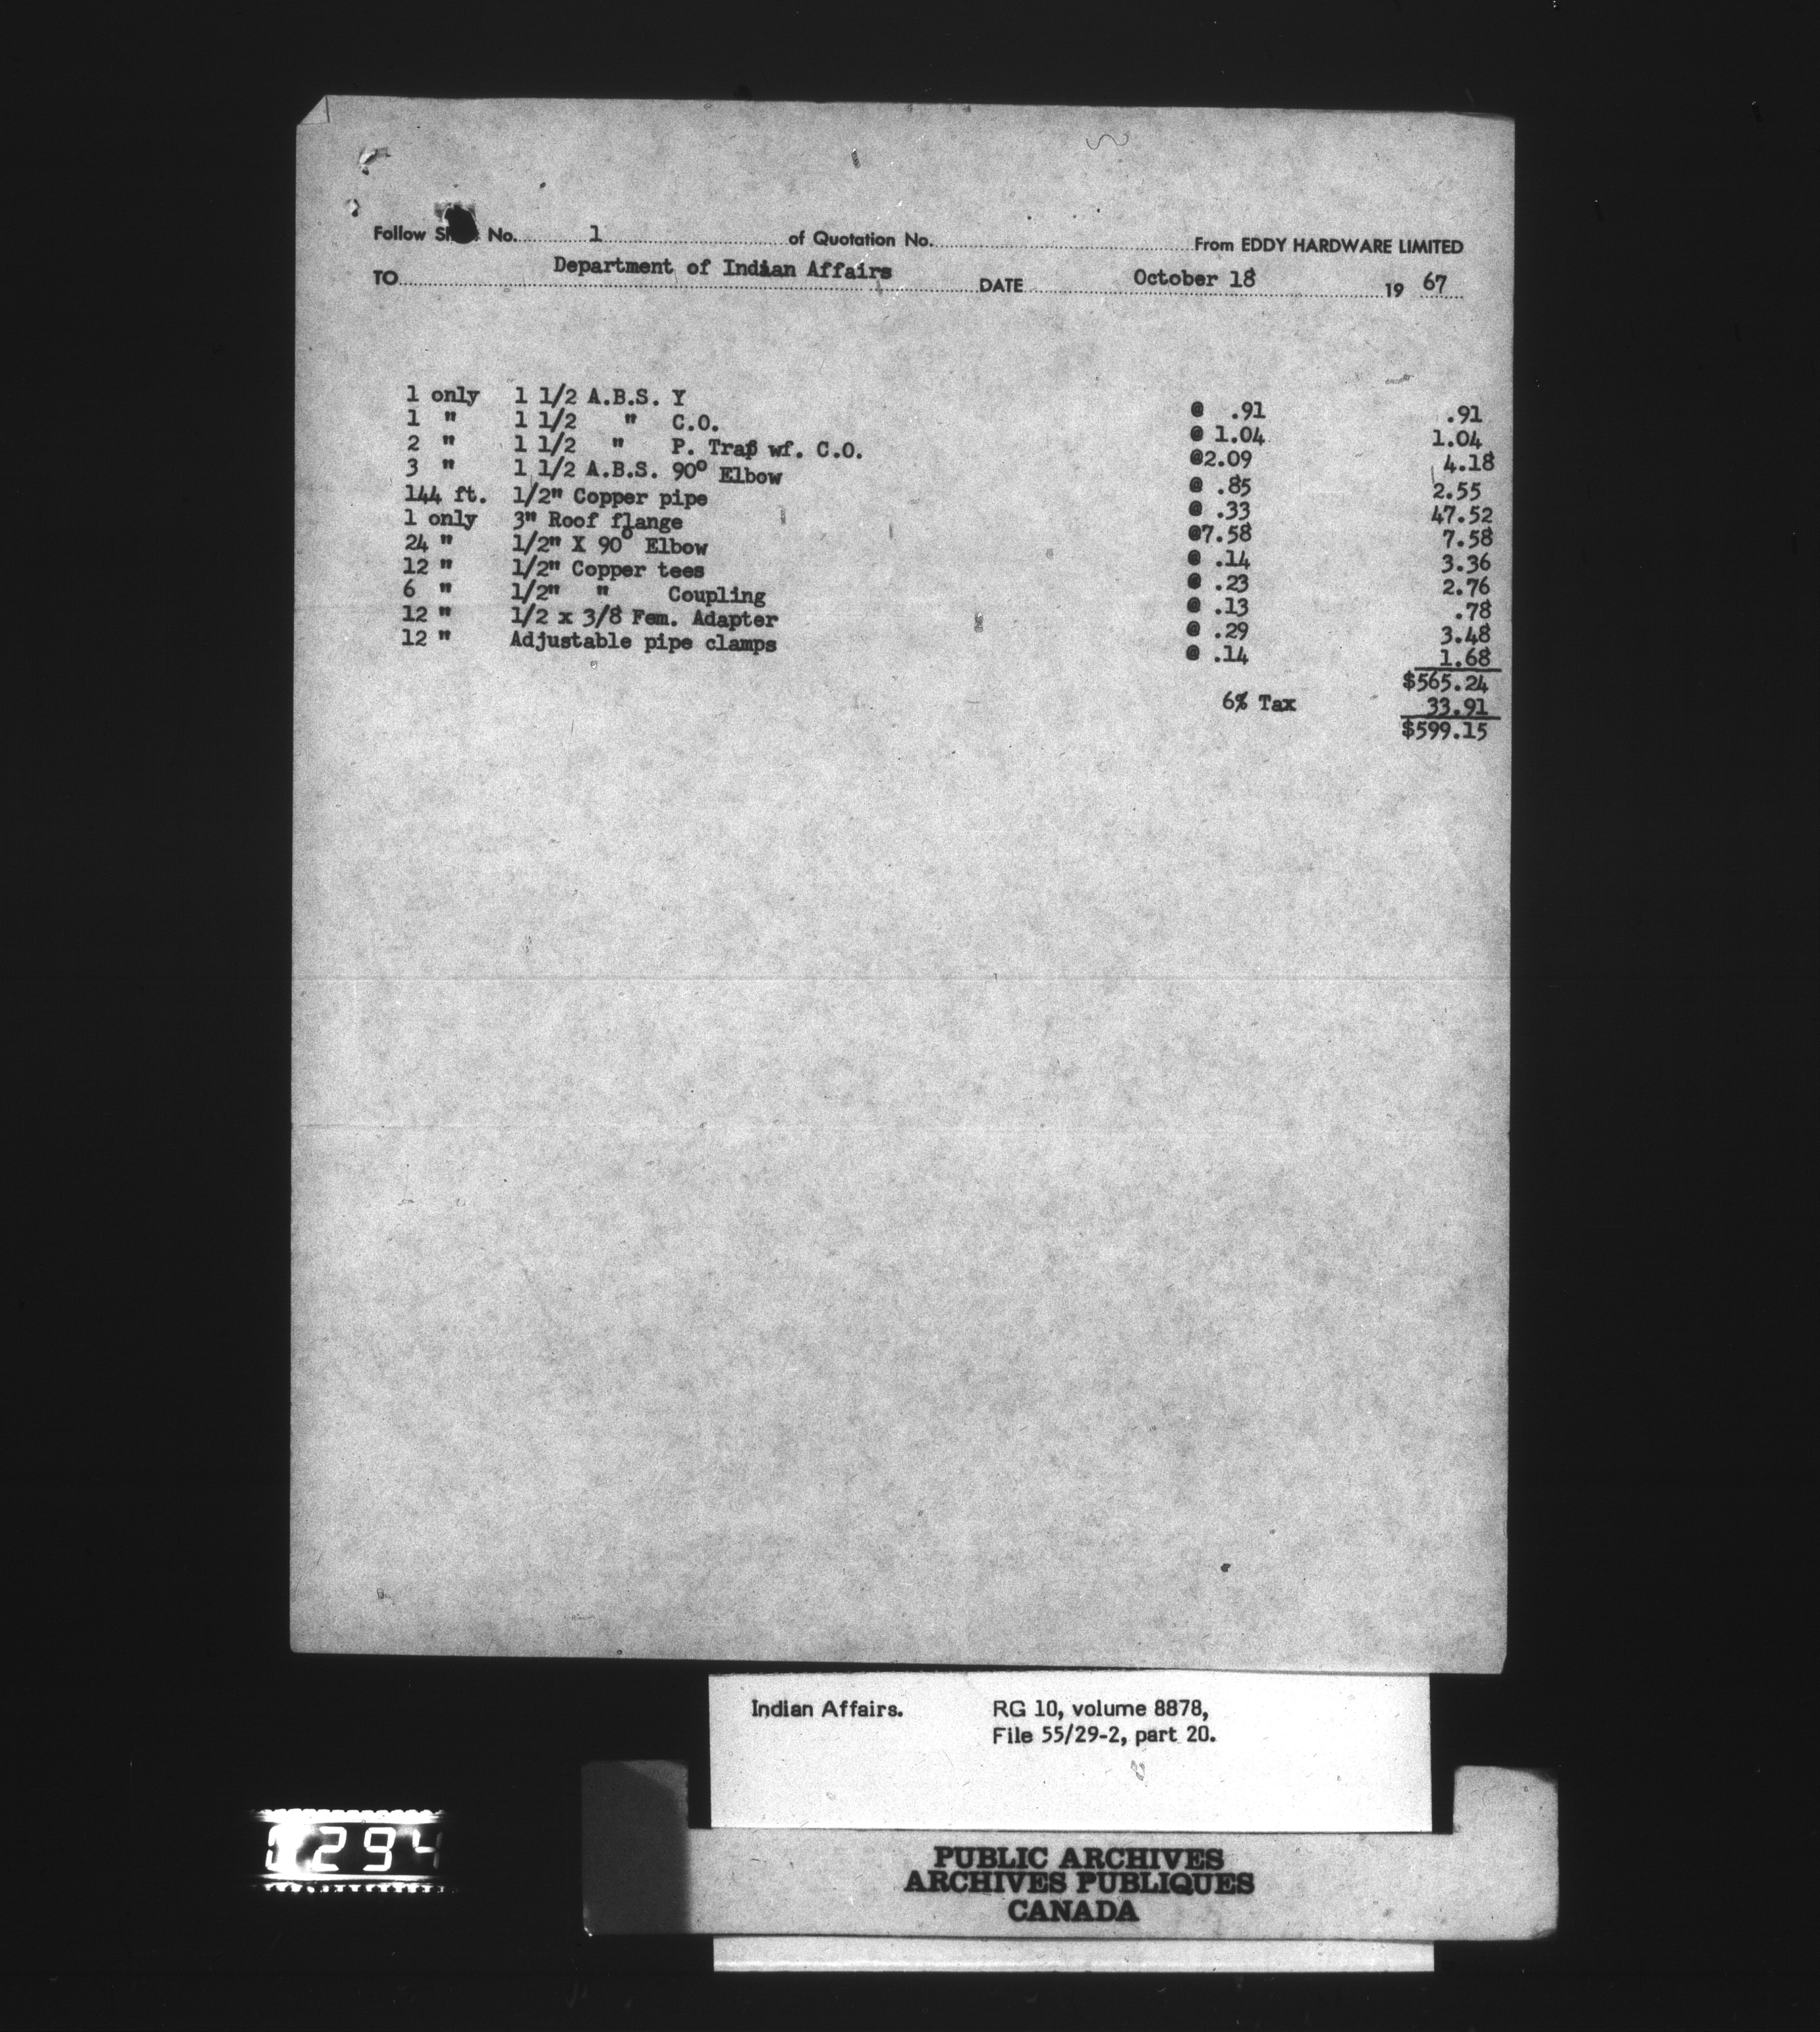 Follow Sheet No. 1 of Quotation No. From EDDY HARDWARE LIMITED
TO Department of Indian Affairs DATE October 18 19 67
1 only 1 1/2 A.B.S. Y @ .91 .91
1 " 1 1/2 " C.O. @ 1.04 1.04
2 " 1 1/2 " P. Trap wf. C.O. @2.09 4.18
3 " 1 1/2 A.B.S. 90° Elbow @ .85 2.55
144 ft. 1/2" Copper pipe @ .33 47.52
1 only 3" Roof flange @7.58 7.58
24 " 1/2" X 90° Elbow @ .14 3.36
12 " 1/2" Copper tees @ .23 2.76
6 " 1/2" " Coupling @ .13 .78
12 " 1/2 x 3/8 Fem. Adapter @ .29 3.48
12 " Adjustable pipe clamps @ .14 1.68
$565.24
6% Tax 33.91
$599.15
Indian Affairs. RG 10, volume 8878,
File 55/29-2, part 20.
294
PUBLIC ARCHIVES
ARCHIVES PUBLIQUES
CANADA